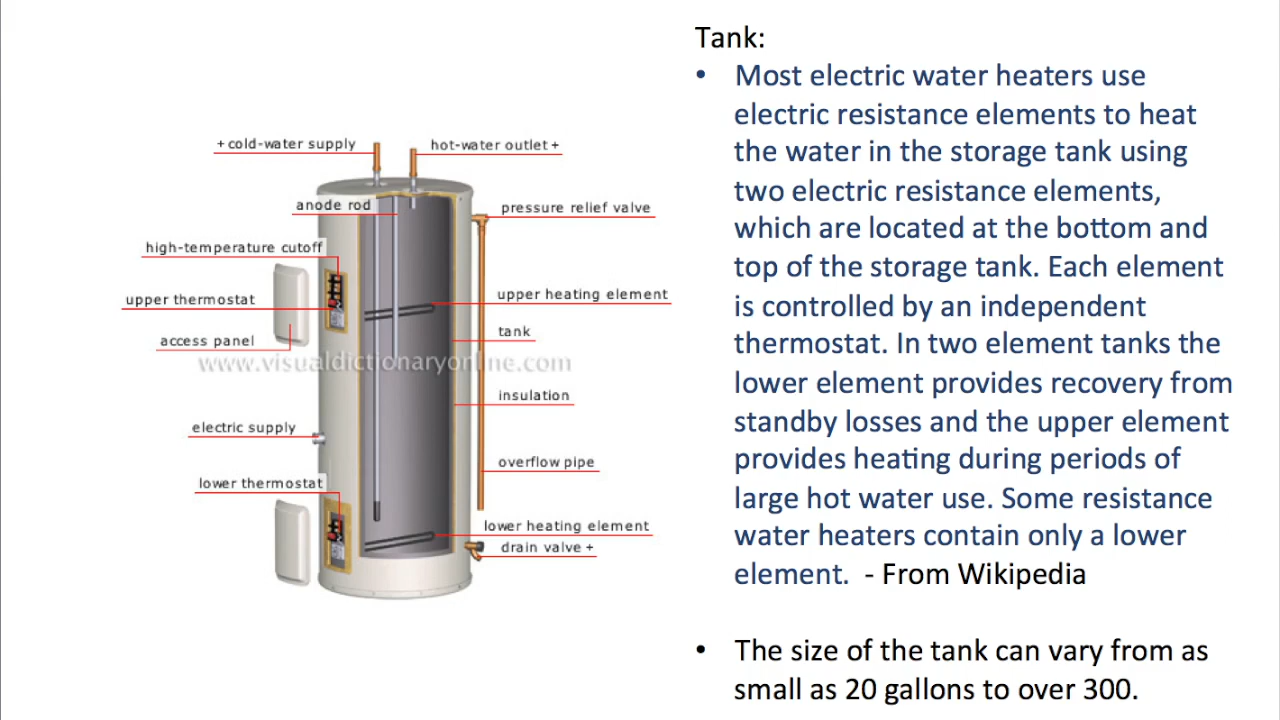 Tank:
• Most electric water heaters use
electric resistance elements to heat
the water in the storage tank using
two electric resistance elements,
which are located at the bottom and
top of the storage tank. Each element
is controlled by an independent
thermostat. In two element tanks the
lower element provides recovery from
standby losses and the upper element
provides heating during periods of
large hot water use. Some resistance
water heaters contain only a lower
element.  - From Wikipedia
• The size of the tank can vary from as
small as 20 gallons to over 300.
+ cold-water supply
hot-water outlet +
anode rod
pressure relief valve
high-temperature cutoff
upper thermostat
upper heating element
tank
access panel
www.visualdictionaryonline.com
insulation
electric supply
overflow pipe
lower thermostat
lower heating element
drain valve +